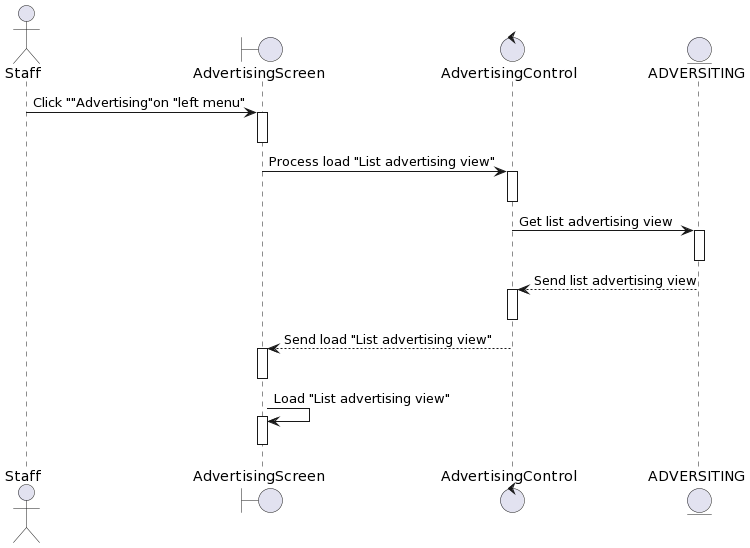 Staff AdvertisingScreen AdvertisingControl ADVERSITING
Click ""Advertising"on "left menu"
Process load "List advertising view"
Get list advertising view
Send list advertising view
Send load "List advertising view"
Load "List advertising view"
Staff AdvertisingScreen AdvertisingControl ADVERSITING